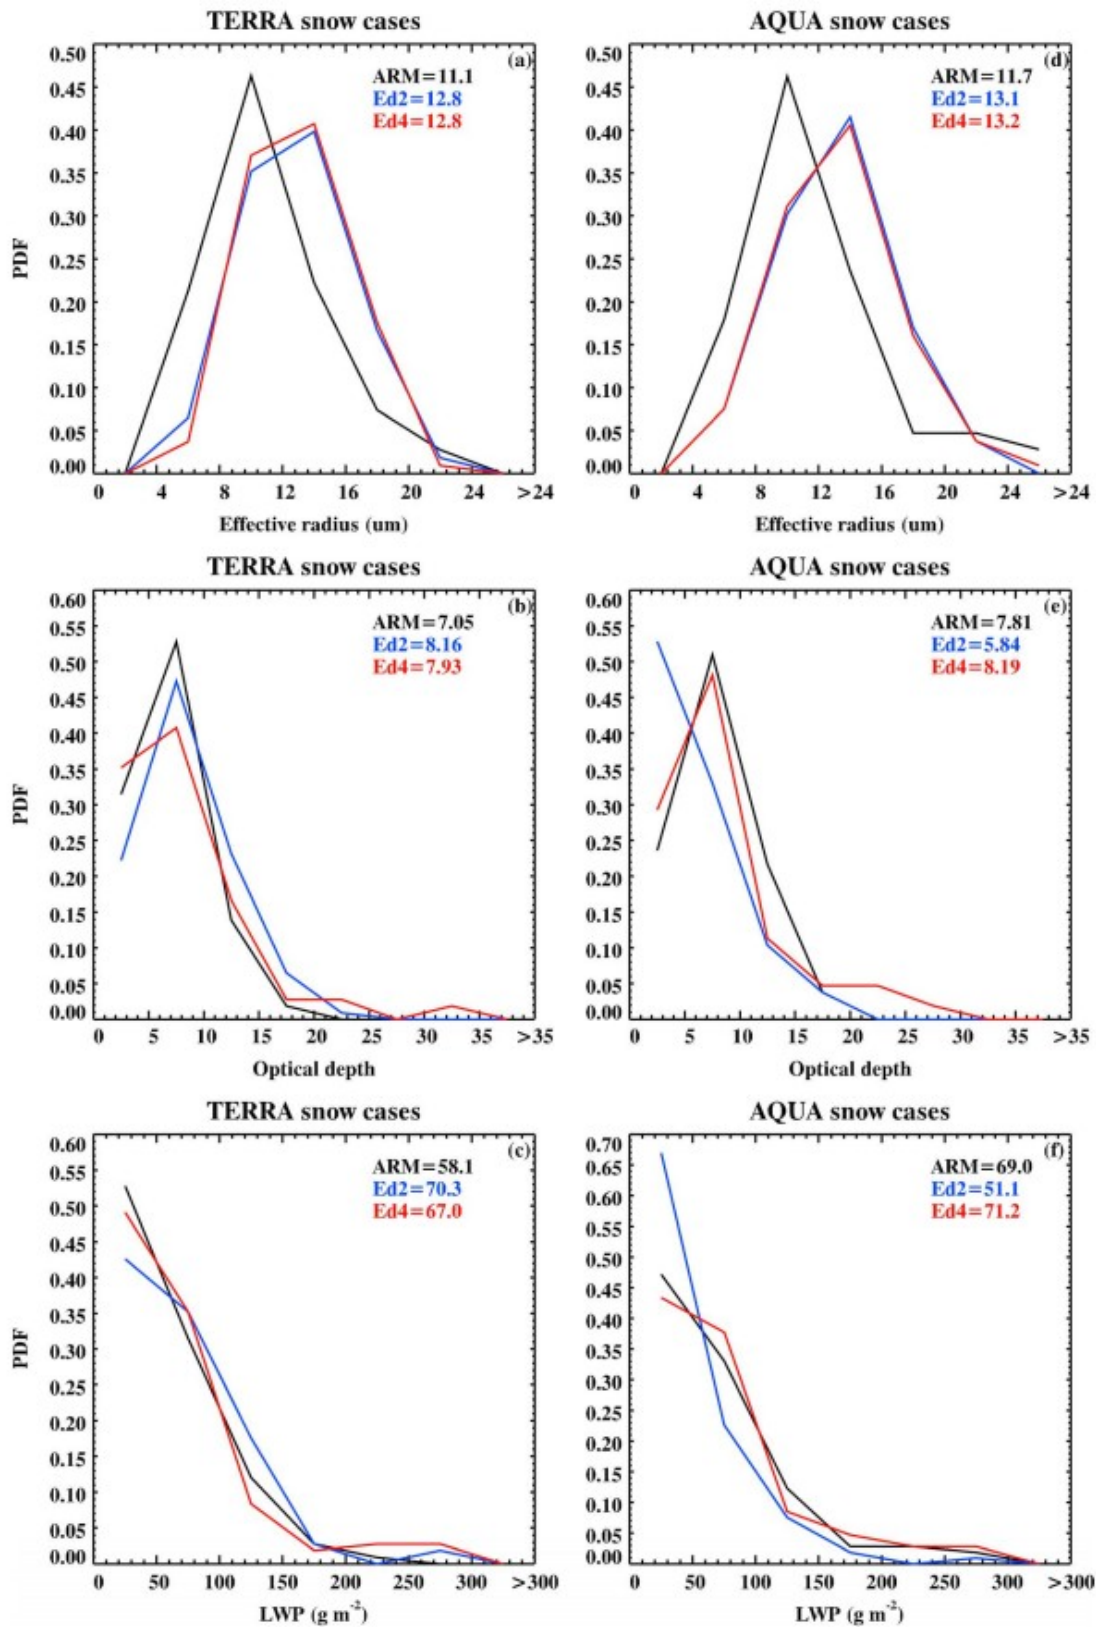 TERRA snow cases
(a)
ARM=11.1
Ed2=12.8
Ed4=12.8
0.50
0.45
0.40
0.35
0.30
0.25
0.20
0.15
0.10
0.05
0.00
PDF
0 4 8 12 16 20 24 >24
Effective radius (um)
AQUA snow cases
(d)
ARM=11.7
Ed2=13.1
Ed4=13.2
0.50
0.45
0.40
0.35
0.30
0.25
0.20
0.15
0.10
0.05
0.00
0 4 8 12 16 20 24 >24
Effective radius (um)
TERRA snow cases
(b)
ARM=7.05
Ed2=8.16
Ed4=7.93
0.60
0.55
0.50
0.45
0.40
0.35
0.30
0.25
0.20
0.15
0.10
0.05
0.00
PDF
0 5 10 15 20 25 30 >35
Optical depth
AQUA snow cases
(e)
ARM=7.81
Ed2=5.84
Ed4=8.19
0.60
0.55
0.50
0.45
0.40
0.35
0.30
0.25
0.20
0.15
0.10
0.05
0.00
0 5 10 15 20 25 30 35 >35
Optical depth
TERRA snow cases
(c)
ARM=58.1
Ed2=70.3
Ed4=67.0
0.60
0.55
0.50
0.45
0.40
0.35
0.30
0.25
0.20
0.15
0.10
0.05
0.00
PDF
0 50 100 150 200 250 300 >300
LWP (g m⁻²)
AQUA snow cases
(f)
ARM=69.0
Ed2=51.1
Ed4=71.2
0.70
0.65
0.60
0.55
0.50
0.45
0.40
0.35
0.30
0.25
0.20
0.15
0.10
0.05
0.00
0 50 100 150 200 250 300 >300
LWP (g m⁻²)